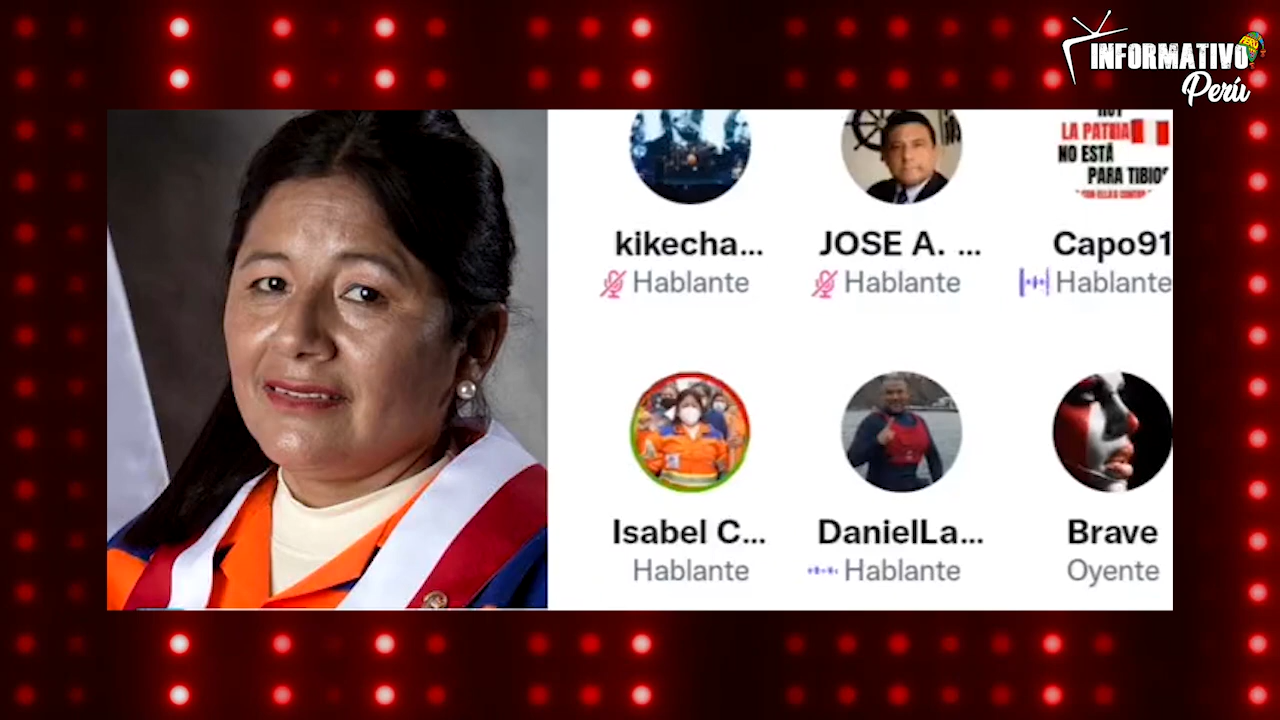 INFORMATIVO
Perú
LA PATRIA
NO ESTÁ
PARA TIBIOS
kikecha...
JOSE A. ...
Capo91
Hablante
Hablante
Hablante
Isabel C...
DanielLa...
Brave
Hablante
Hablante
Oyente